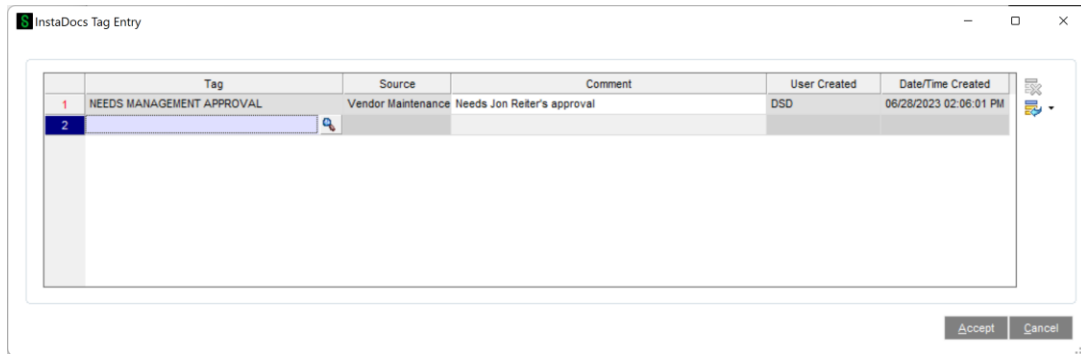 S InstaDocs Tag Entry
Tag Source Comment User Created Date/Time Created
1 NEEDS MANAGEMENT APPROVAL Vendor Maintenance Needs Jon Reiter's approval DSD 06/28/2023 02:06:01 PM
2
Accept Cancel